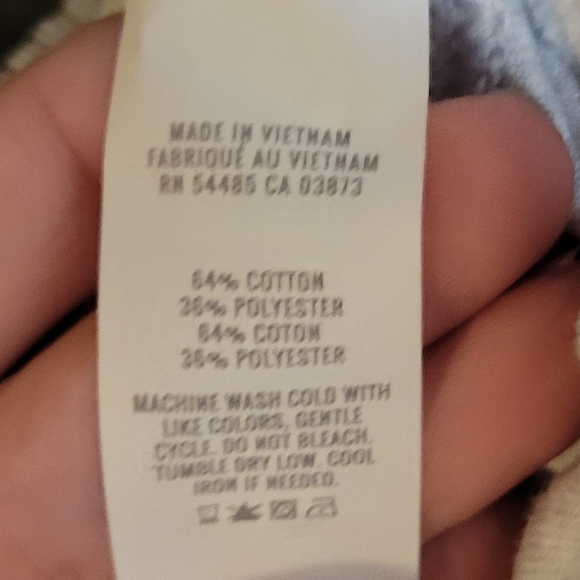 MADE IN VIETNAM
FABRIQUÉ AU VIETNAM
RN 54485 CA 03873
64% COTTON
36% POLYESTER
64% COTON
36% POLYESTER
MACHINE WASH COLD WITH
LIKE COLORS, GENTLE
CYCLE. DO NOT BLEACH.
TUMBLE DRY LOW. COOL
IRON IF NEEDED.